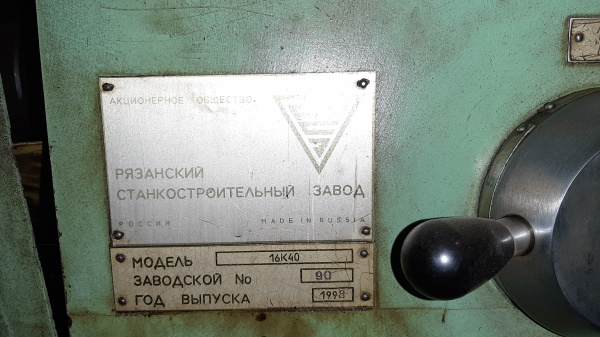 АКЦИОНЕРНОЕ ОБЩЕСТВО
РЯЗАНСКИЙ
СТАНКОСТРОИТЕЛЬНЫЙ ЗАВОД
РОССИЯ MADE IN RUSSIA
МОДЕЛЬ 16К40
ЗАВОДСКОЙ No 90
ГОД ВЫПУСКА 1998